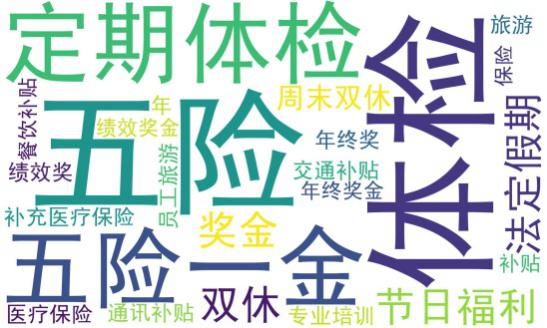 定期体检
体检
旅游
保险
餐饮补贴
年
绩效奖金
绩效奖
五险
周末双休
年终奖
交通补贴
年终奖金
员工旅游
法定假期
补充医疗保险
奖金
五险一金
补贴
医疗保险
通讯补贴
双休
专业培训
节日福利